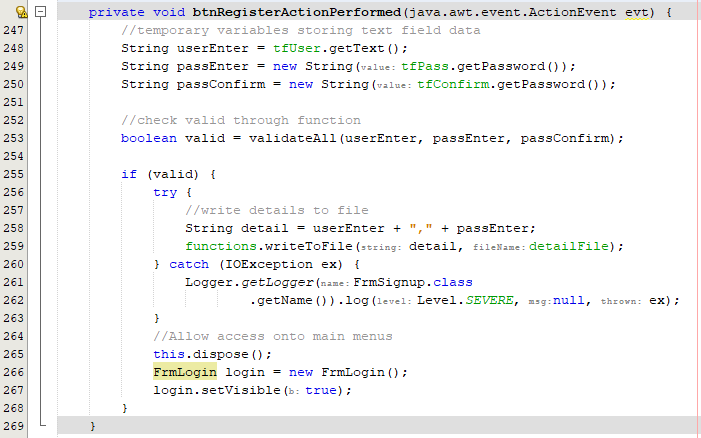 private void btnRegisterActionPerformed(java.awt.event.ActionEvent evt) {
247 //temporary variables storing text field data
248 String userEnter = tfUser.getText();
249 String passEnter = new String(value: tfPass.getPassword());
250 String passConfirm = new String(value: tfConfirm.getPassword());
251
252 //check valid through function
253 boolean valid = validateAll(userEnter, passEnter, passConfirm);
254
255 if (valid) {
256 try {
257 //write details to file
258 String detail = userEnter + "," + passEnter;
259 functions.writeToFile(string: detail, fileName: detailFile);
260 } catch (IOException ex) {
261 Logger.getLogger(name: FrmSignup.class
262 .getName()).log(level: Level.SEVERE, msg: null, thrown: ex);
263 }
264 //Allow access onto main menus
265 this.dispose();
266 FrmLogin login = new FrmLogin();
267 login.setVisible(b: true);
268 }
269 }